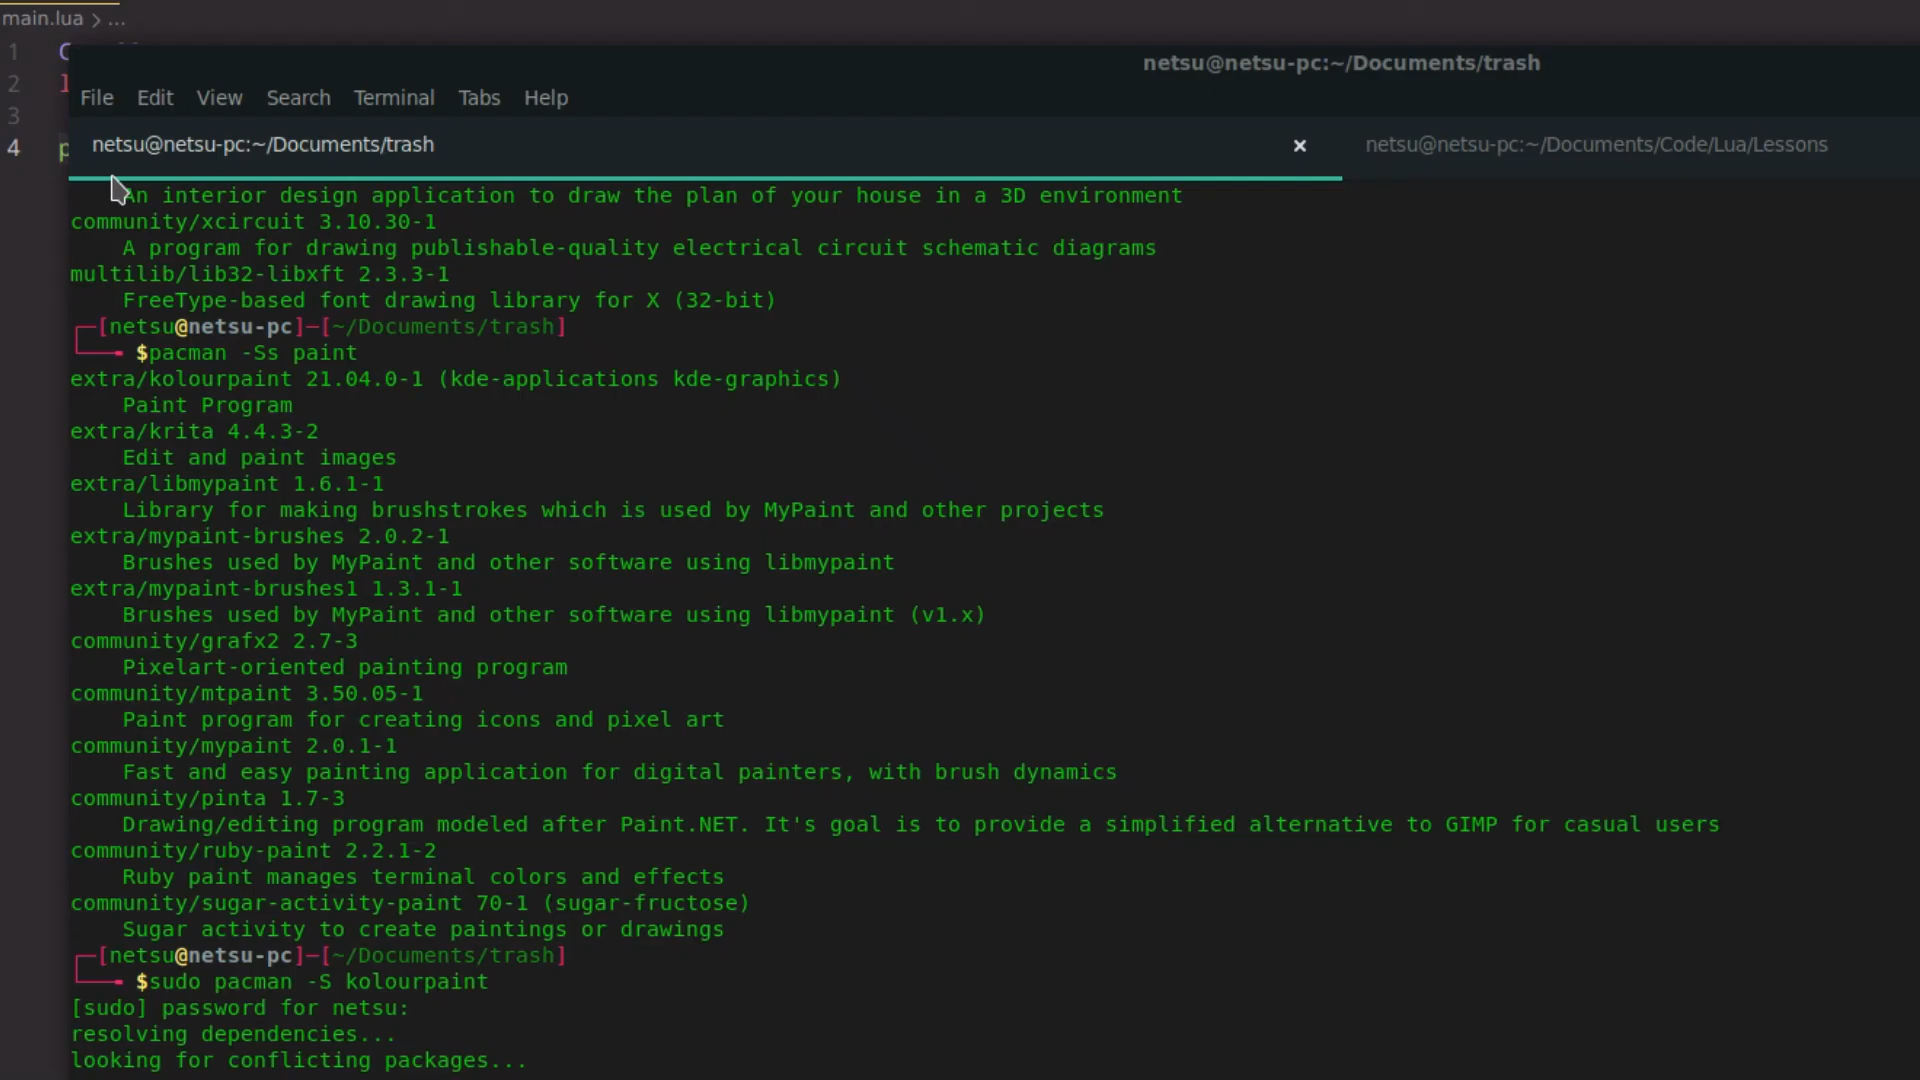 main.lua > ...
1
2
3
4
netsu@netsu-pc:~/Documents/trash
File Edit View Search Terminal Tabs Help
netsu@netsu-pc:~/Documents/trash × netsu@netsu-pc:~/Documents/Code/Lua/Lessons
An interior design application to draw the plan of your house in a 3D environment
community/xcircuit 3.10.30-1
A program for drawing publishable-quality electrical circuit schematic diagrams
multilib/lib32-libxft 2.3.3-1
FreeType-based font drawing library for X (32-bit)
┌─[netsu@netsu-pc]─[~/Documents/trash]
└──╼ $pacman -Ss paint
extra/kolourpaint 21.04.0-1 (kde-applications kde-graphics)
Paint Program
extra/krita 4.4.3-2
Edit and paint images
extra/libmypaint 1.6.1-1
Library for making brushstrokes which is used by MyPaint and other projects
extra/mypaint-brushes 2.0.2-1
Brushes used by MyPaint and other software using libmypaint
extra/mypaint-brushes1 1.3.1-1
Brushes used by MyPaint and other software using libmypaint (v1.x)
community/grafx2 2.7-3
Pixelart-oriented painting program
community/mtpaint 3.50.05-1
Paint program for creating icons and pixel art
community/mypaint 2.0.1-1
Fast and easy painting application for digital painters, with brush dynamics
community/pinta 1.7-3
Drawing/editing program modeled after Paint.NET. It's goal is to provide a simplified alternative to GIMP for casual users
community/ruby-paint 2.2.1-2
Ruby paint manages terminal colors and effects
community/sugar-activity-paint 70-1 (sugar-fructose)
Sugar activity to create paintings or drawings
┌─[netsu@netsu-pc]─[~/Documents/trash]
└──╼ $sudo pacman -S kolourpaint
[sudo] password for netsu:
resolving dependencies...
looking for conflicting packages...